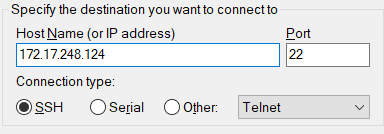 Specify the destination you want to connect to
Host Name (or IP address) Port
172.17.248.124 22
Connection type:
SSH Serial Other: Telnet